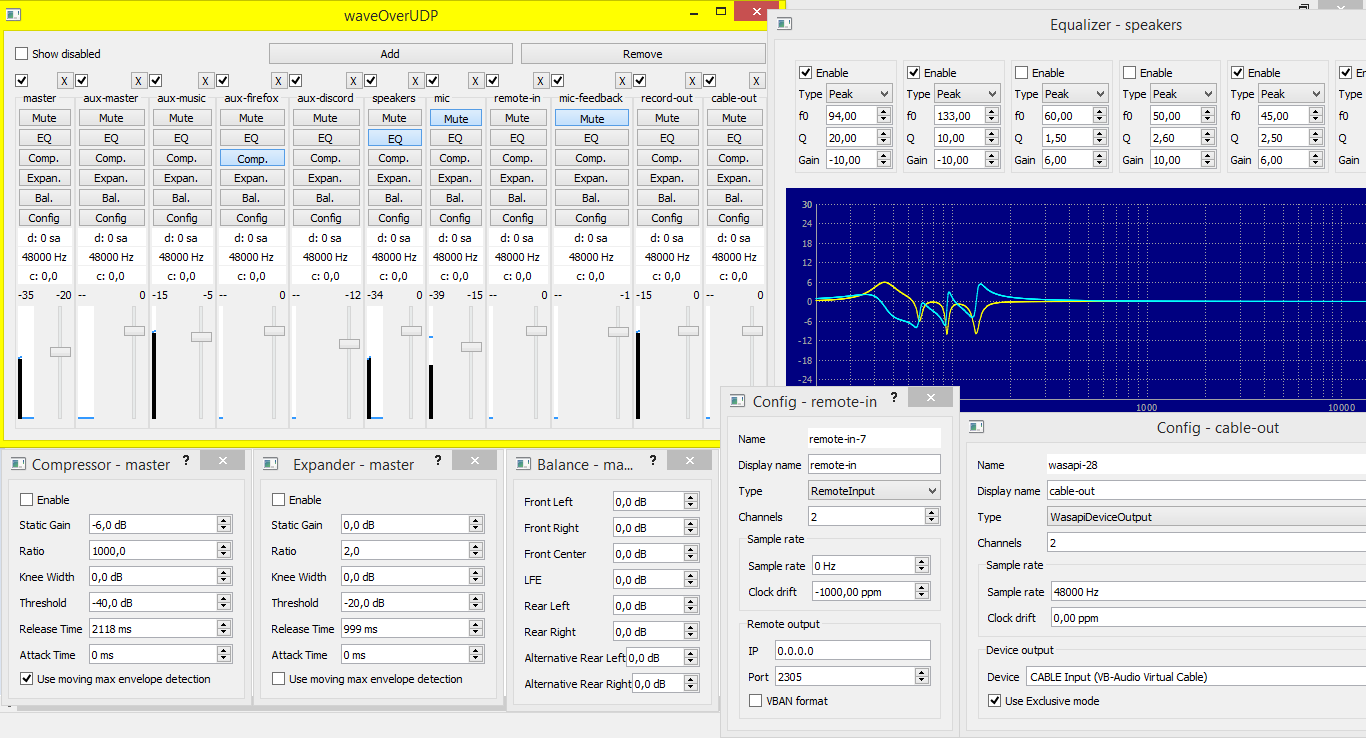 waveOverUDP
Show disabled
Add
Remove
X X X X X X X X X X X
master aux-master aux-music aux-firefox aux-discord speakers mic remote-in mic-feedback record-out cable-out
Mute Mute Mute Mute Mute Mute Mute Mute Mute Mute Mute
EQ EQ EQ EQ EQ EQ EQ EQ EQ EQ EQ
Comp. Comp. Comp. Comp. Comp. Comp. Comp. Comp. Comp. Comp. Comp.
Expan. Expan. Expan. Expan. Expan. Expan. Expan. Expan. Expan. Expan. Expan.
Bal. Bal. Bal. Bal. Bal. Bal. Bal. Bal. Bal. Bal. Bal.
Config Config Config Config Config Config Config Config Config Config Config
d: 0 sa d: 0 sa d: 0 sa d: 0 sa d: 0 sa d: 0 sa d: 0 sa d: 0 sa d: 0 sa d: 0 sa d: 0 sa
48000 Hz 48000 Hz 48000 Hz 48000 Hz 48000 Hz 48000 Hz 48000 Hz 48000 Hz 48000 Hz 48000 Hz 48000 Hz
c: 0,0 c: 0,0 c: 0,0 c: 0,0 c: 0,0 c: 0,0 c: 0,0 c: 0,0 c: 0,0 c: 0,0 c: 0,0
-35 -20 -- 0 -15 -5 -- 0 -- -12 -34 0 -39 -15 -- 0 -- -1 -15 0 -- 0
Equalizer - speakers
Enable Enable Enable Enable Enable E
Type Peak Type Peak Type Peak Type Peak Type Peak Type
f0 94,00 f0 133,00 f0 60,00 f0 50,00 f0 45,00 f0
Q 20,00 Q 10,00 Q 1,50 Q 2,60 Q 2,50 Q
Gain -10,00 Gain -10,00 Gain 6,00 Gain 10,00 Gain 6,00 Gain
30
24
18
12
6
0
-6
-12
-18
-24
1000 10000
Compressor - master ?
Enable
Static Gain -6,0 dB
Ratio 1000,0
Knee Width 0,0 dB
Threshold -40,0 dB
Release Time 2118 ms
Attack Time 0 ms
Use moving max envelope detection
Expander - master ?
Enable
Static Gain 0,0 dB
Ratio 2,0
Knee Width 0,0 dB
Threshold -20,0 dB
Release Time 999 ms
Attack Time 0 ms
Use moving max envelope detection
Balance - ma... ?
Front Left 0,0 dB
Front Right 0,0 dB
Front Center 0,0 dB
LFE 0,0 dB
Rear Left 0,0 dB
Rear Right 0,0 dB
Alternative Rear Left 0,0 dB
Alternative Rear Right 0,0 dB
Config - remote-in ?
Name remote-in-7
Display name remote-in
Type RemoteInput
Channels 2
Sample rate
Sample rate 0 Hz
Clock drift -1000,00 ppm
Remote output
IP 0.0.0.0
Port 2305
VBAN format
Config - cable-out
Name wasapi-28
Display name cable-out
Type WasapiDeviceOutput
Channels 2
Sample rate
Sample rate 48000 Hz
Clock drift 0,00 ppm
Device output
Device CABLE Input (VB-Audio Virtual Cable)
Use Exclusive mode